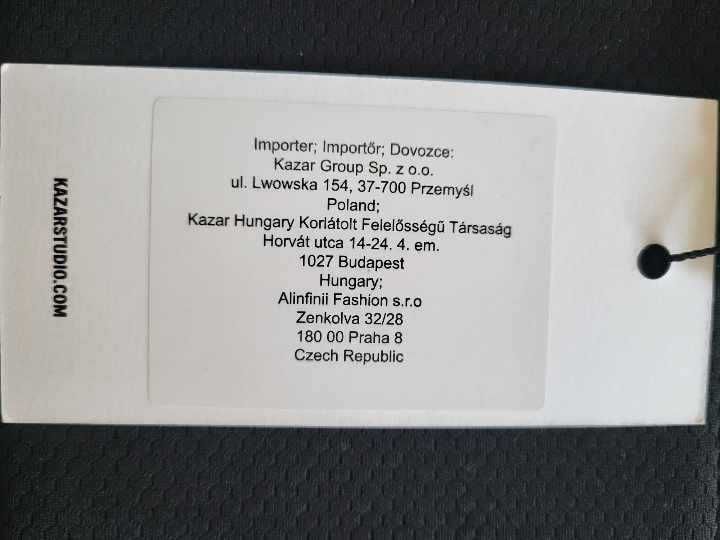 Importer; Importőr; Dovozce:
Kazar Group Sp. z o.o.
ul. Lwowska 154, 37-700 Przemyśl
Poland;
Kazar Hungary Korlátolt Felelősségű Társaság
Horvát utca 14-24. 4. em.
1027 Budapest
Hungary;
Alinfinii Fashion s.r.o
Zenkolva 32/28
180 00 Praha 8
Czech Republic
KAZARSTUDIO.COM